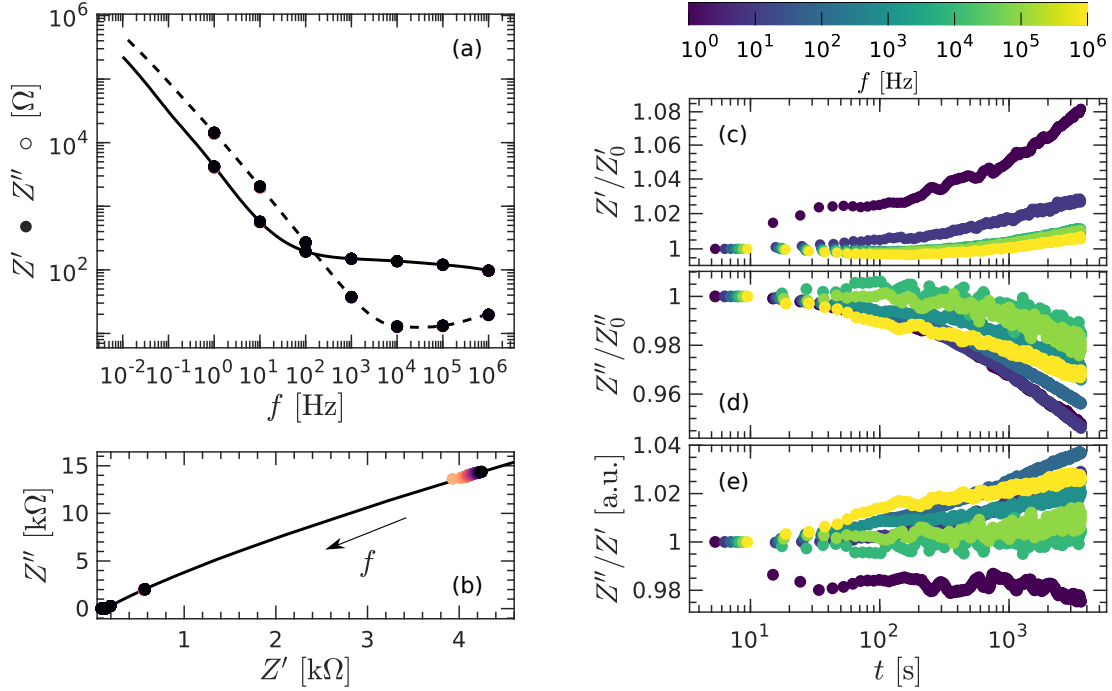 10^6
10^4
10^2
Z' ● Z'' ○ [Ω]
(a)
10^-2 10^-1 10^0 10^1 10^2 10^3 10^4 10^5 10^6
f [Hz]
15
10
5
0
Z'' [kΩ]
f
(b)
1 2 3 4
Z' [kΩ]
10^0 10^1 10^2 10^3 10^4 10^5 10^6
f [Hz]
1.08
1.06
1.04
1.02
1
Z'/Z'_0
(c)
1
0.98
0.96
Z''/Z''_0
(d)
1.04
1.02
1
0.98
Z''/Z' [a.u.]
(e)
10^1 10^2 10^3
t [s]